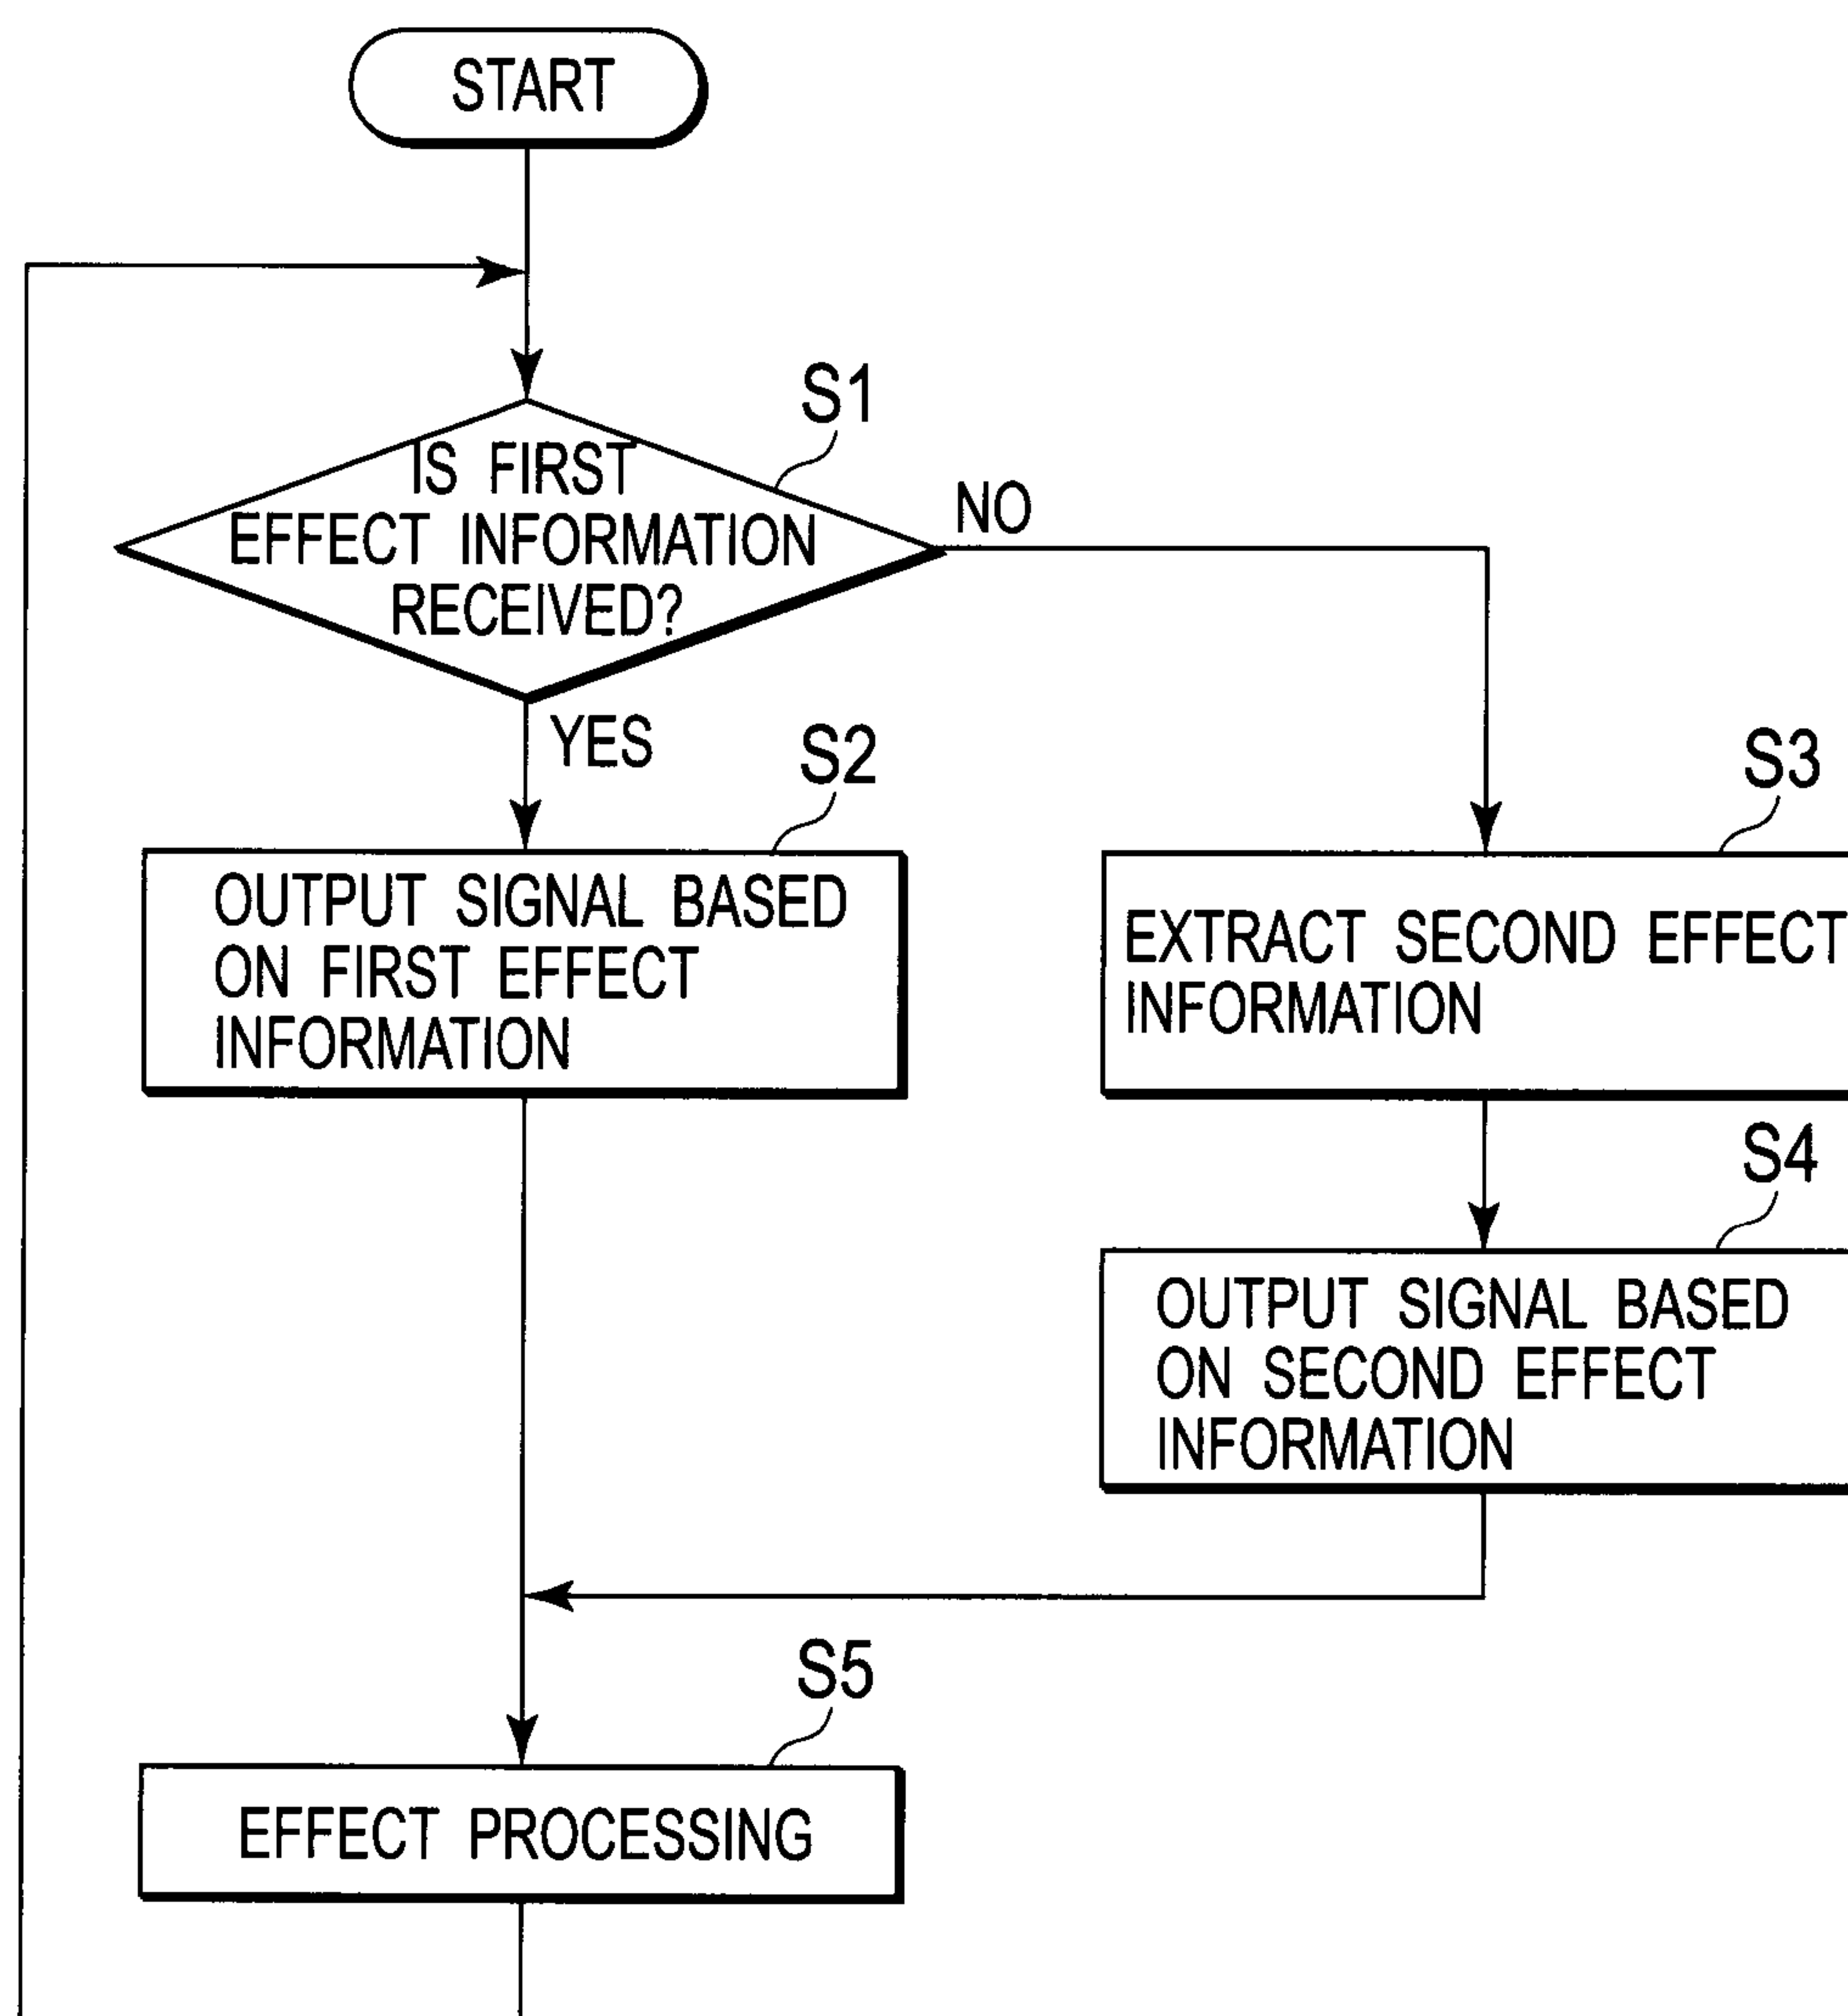 START
S1
IS FIRST
EFFECT INFORMATION
RECEIVED?
NO
YES
S2
OUTPUT SIGNAL BASED
ON FIRST EFFECT
INFORMATION
S3
EXTRACT SECOND EFFECT
INFORMATION
S4
OUTPUT SIGNAL BASED
ON SECOND EFFECT
INFORMATION
S5
EFFECT PROCESSING